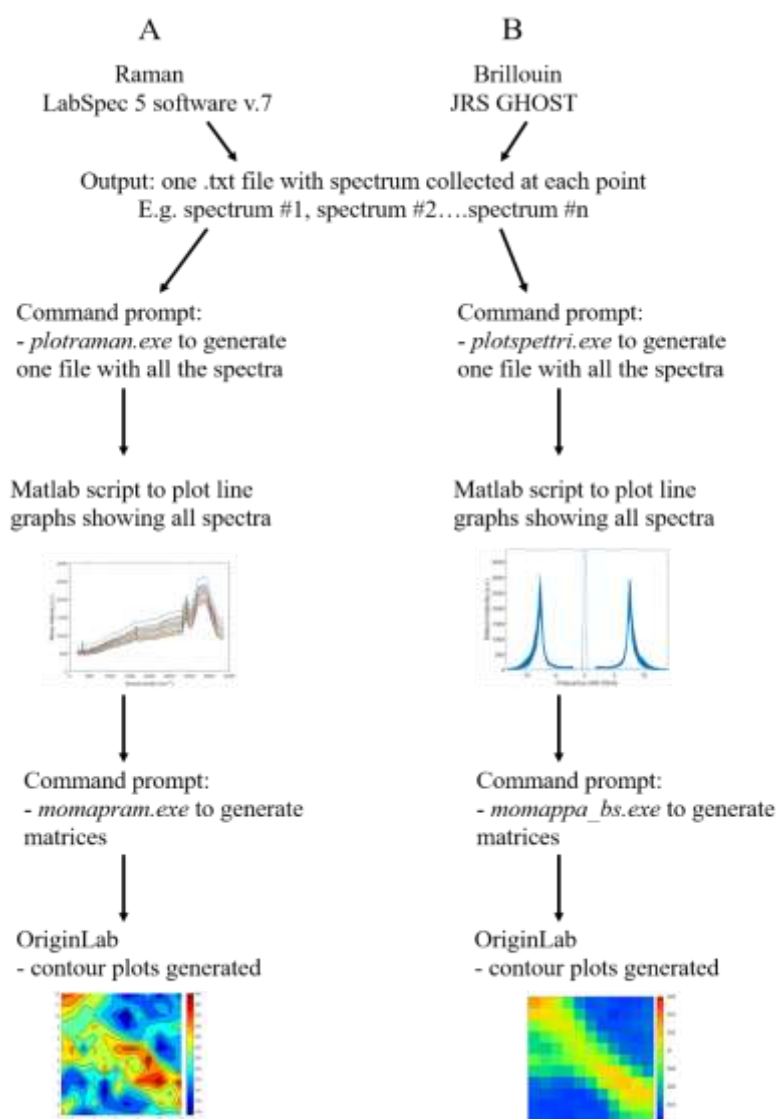 A
B
Raman
LabSpec 5 software v.7
Brillouin
JRS GHOST
Output: one .txt file with spectrum collected at each point
E.g. spectrum #1, spectrum #2….spectrum #n
Command prompt:
- plotraman.exe to generate
one file with all the spectra
Command prompt:
- plotspettri.exe to generate
one file with all the spectra
Matlab script to plot line
graphs showing all spectra
Matlab script to plot line
graphs showing all spectra
Command prompt:
- momapram.exe to generate
matrices
Command prompt:
- momappa_bs.exe to generate
matrices
OriginLab
- contour plots generated
OriginLab
- contour plots generated